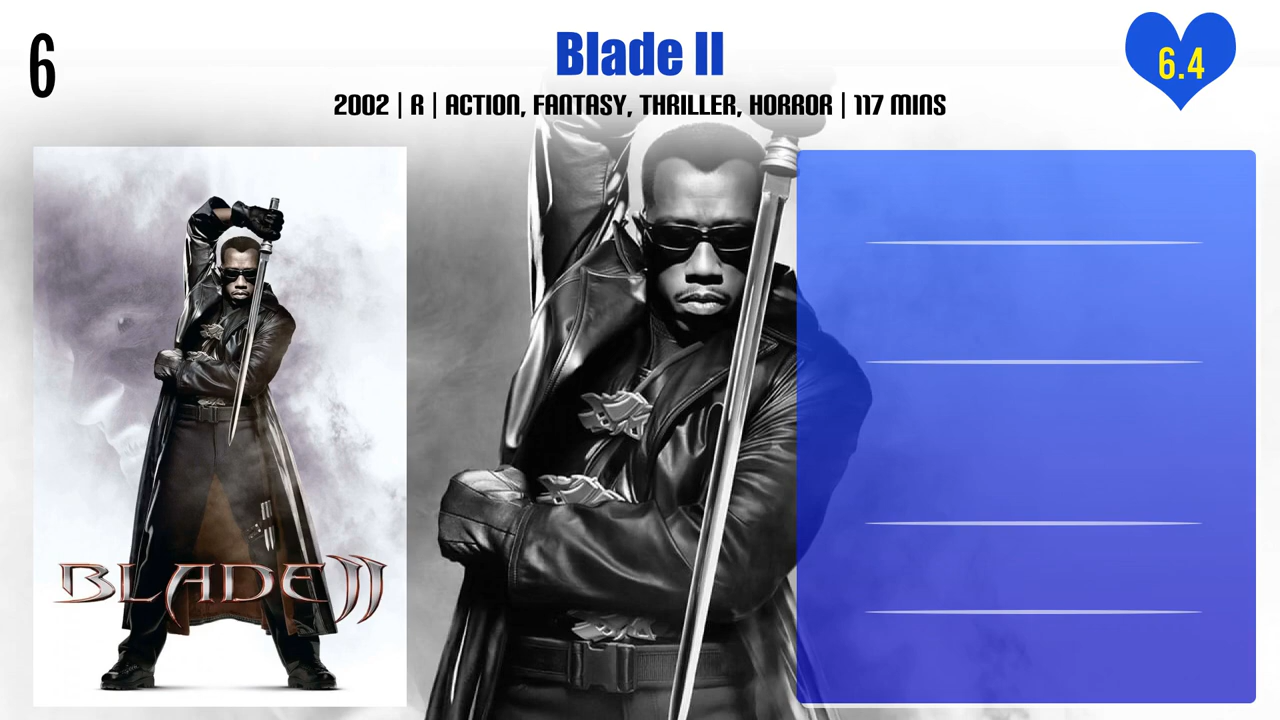 6
Blade II
6.4
2002 | R | ACTION, FANTASY, THRILLER, HORROR | 117 MINS
BLADE II